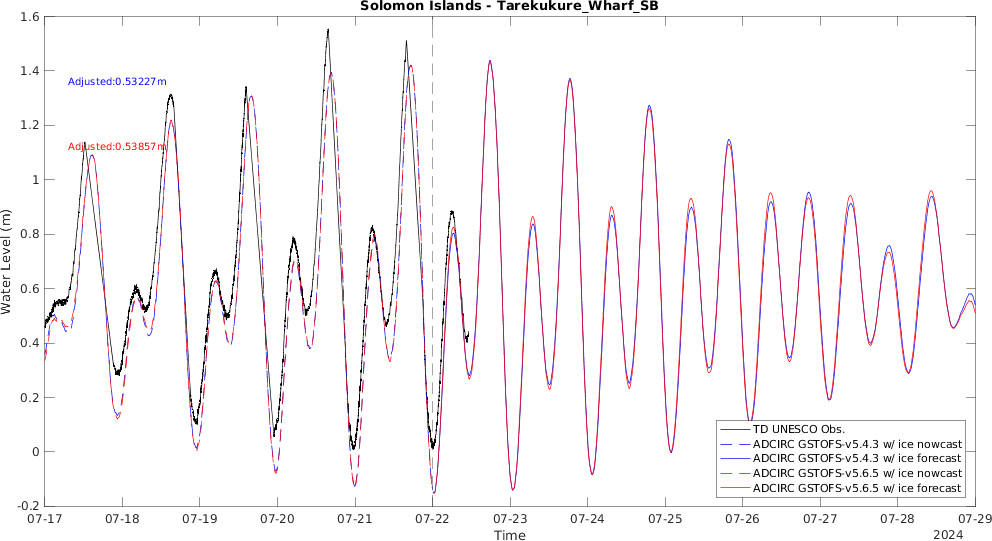 Solomon Islands - Tarekukure_Wharf_SB
Water Level (m)
1.6
1.4
1.2
1
0.8
0.6
0.4
0.2
0
-0.2
Adjusted:0.53227m
Adjusted:0.53857m
TD UNESCO Obs.
ADCIRC GSTOFS-v5.4.3 w/ ice nowcast
ADCIRC GSTOFS-v5.4.3 w/ ice forecast
ADCIRC GSTOFS-v5.6.5 w/ ice nowcast
ADCIRC GSTOFS-v5.6.5 w/ ice forecast
07-17 07-18 07-19 07-20 07-21 07-22 07-23 07-24 07-25 07-26 07-27 07-28 07-29
Time
2024